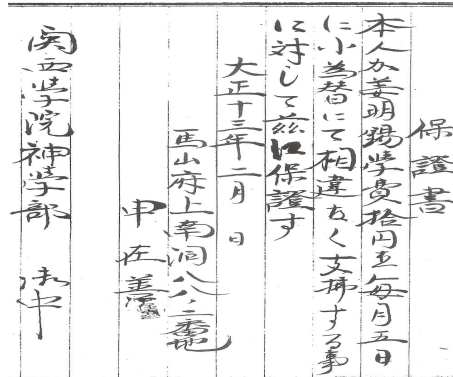 保證書
本人カ姜明錫学費拾円を毎月五日
に小為替にて相違なく支拂する事
に対して茲に保證す
大正十三年二月 日
馬山府上南洞八八ノ二番地
申在善
関西学院神学部 御中